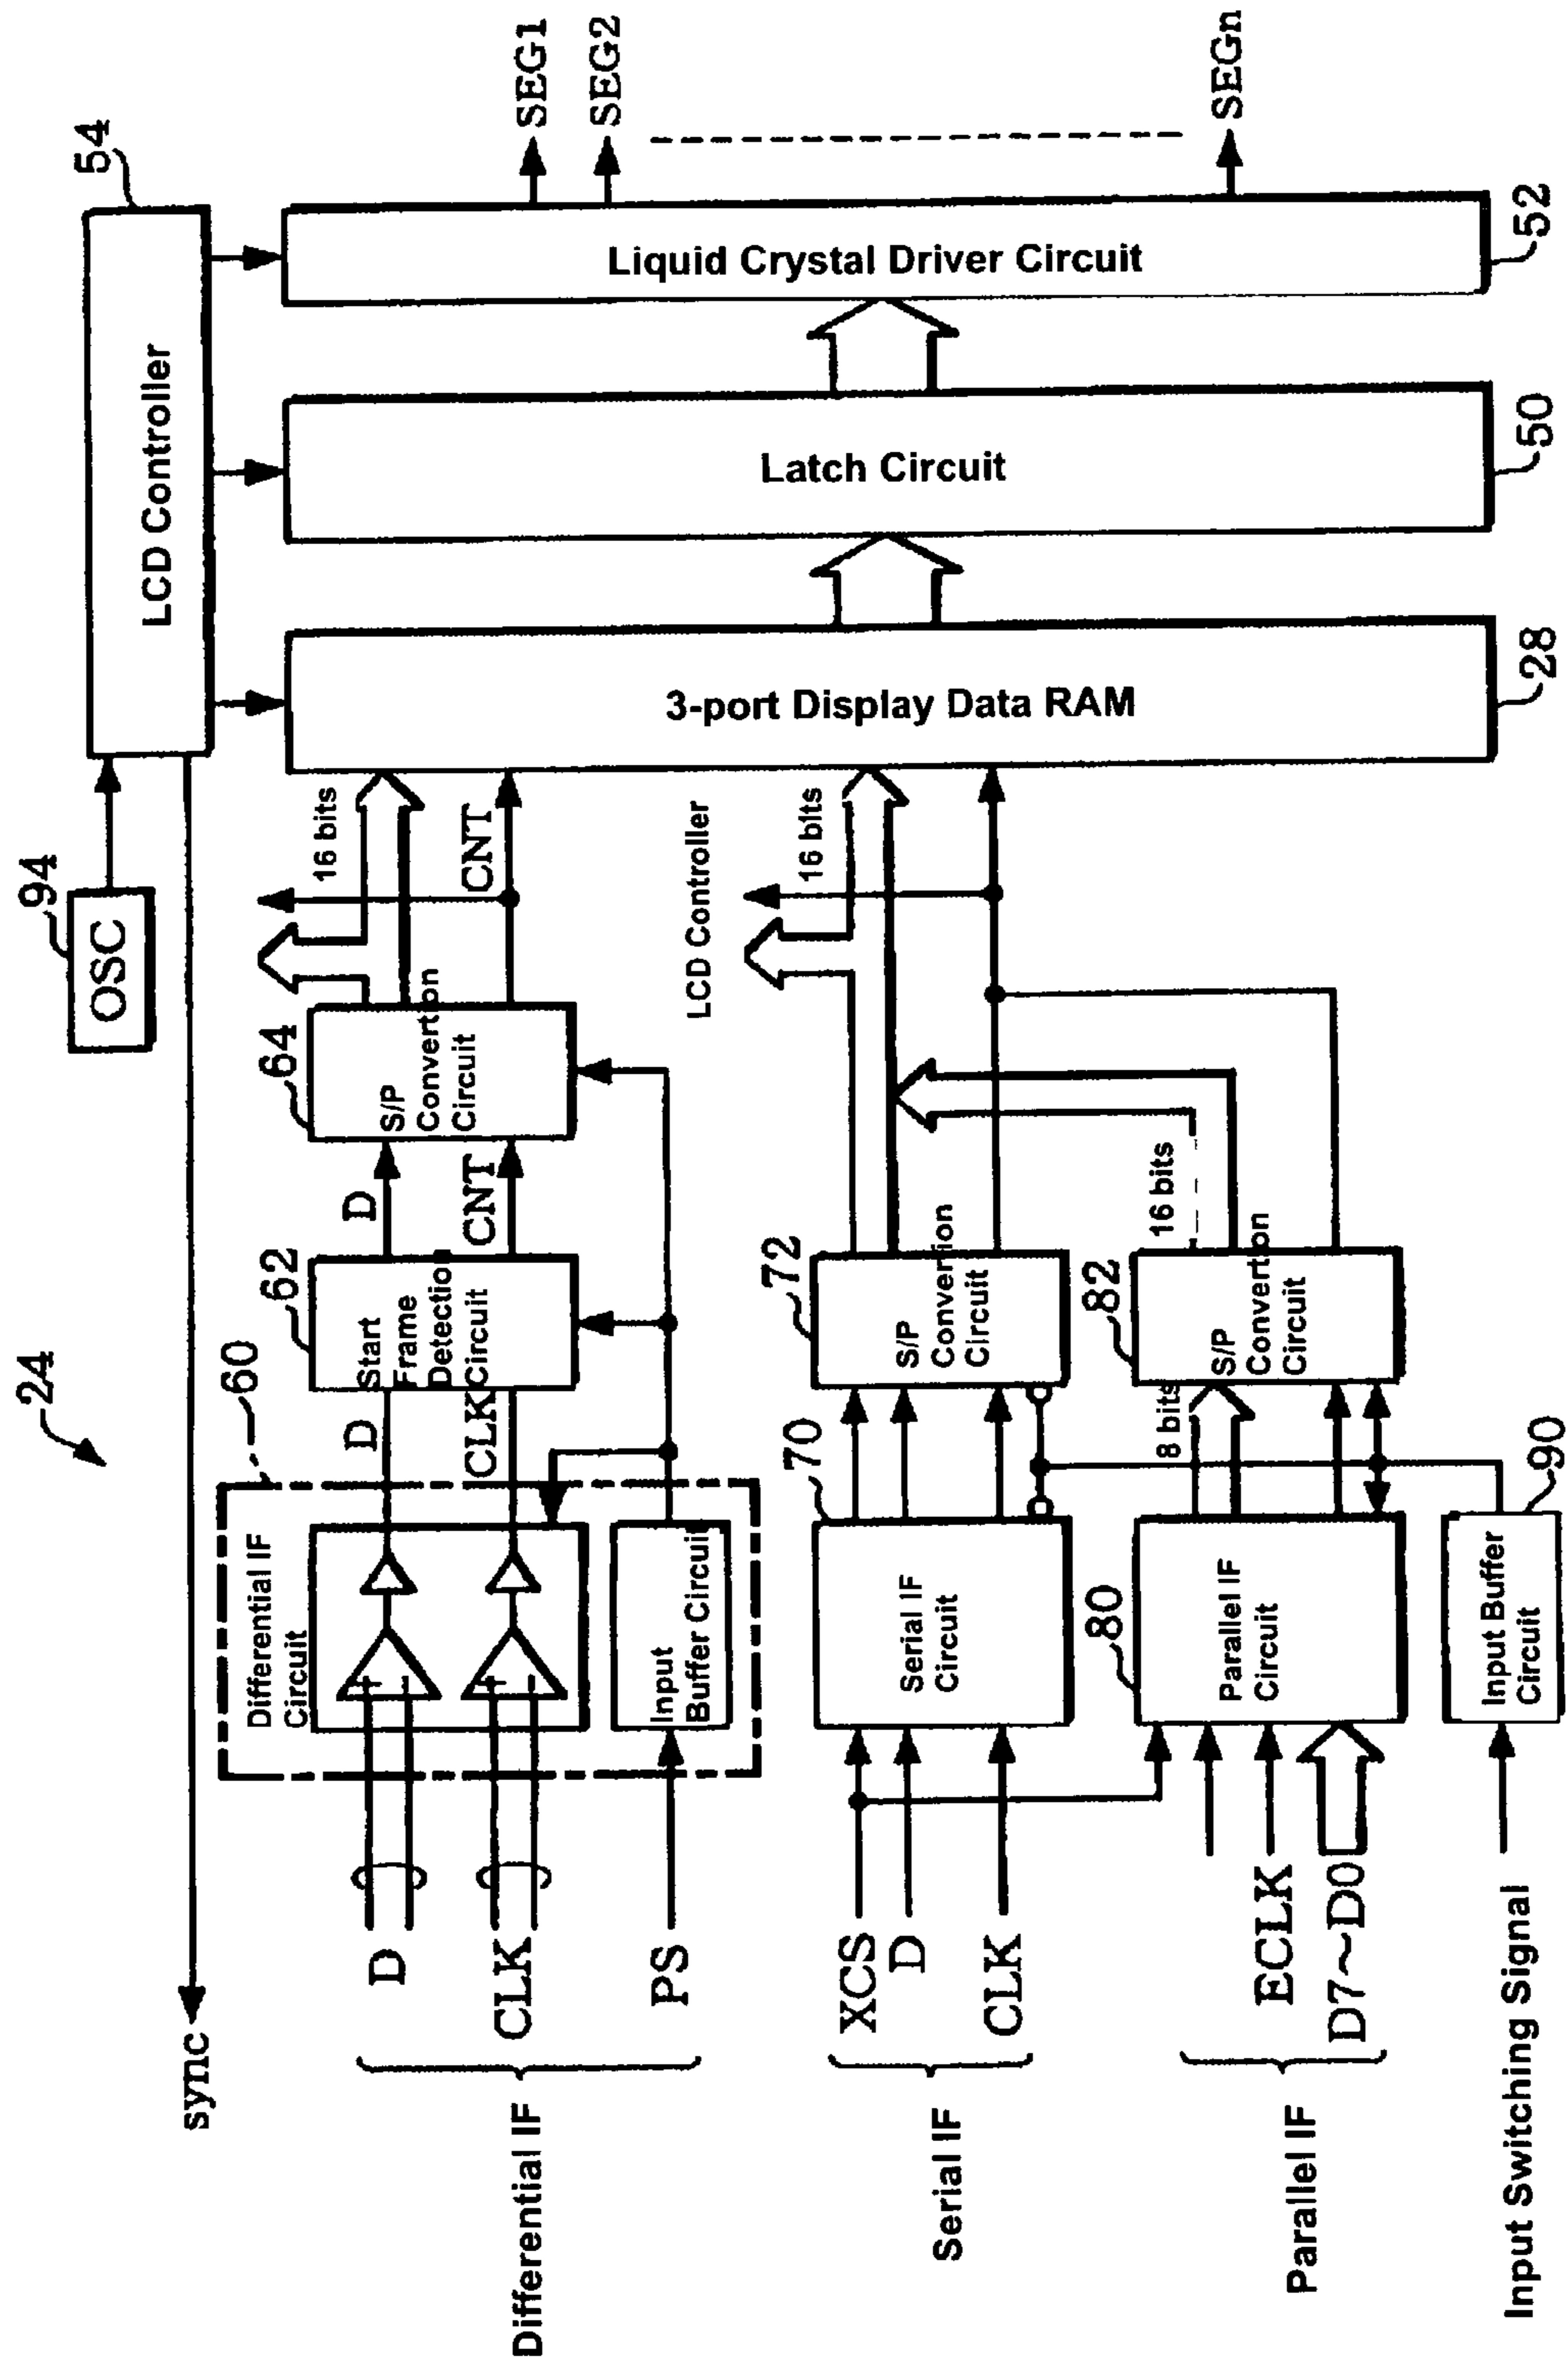 24
sync
94
OSC
54
LCD Controller
60
Differential IF
Circuit
D
CLK
PS
Differential IF
Input
Buffer Circuit
D
CLK
62
Start
Frame
Detectio
Circuit
D
CNT
64
S/P
Convertion
Circuit
16 bits
CNT
LCD Controller
16 bits
XCS
D
CLK
Serial IF
70
Serial IF
Circuit
72
S/P
Convertion
Circuit
ECLK
D7~D0
Parallel IF
80
Parallel IF
Circuit
8 bits
82
S/P
Convertion
Circuit
16 bits
Input Switching Signal
Input Buffer
Circuit
90
3-port Display Data RAM
28
Latch Circuit
50
Liquid Crystal Driver Circuit
52
SEG1
SEG2
SEGn